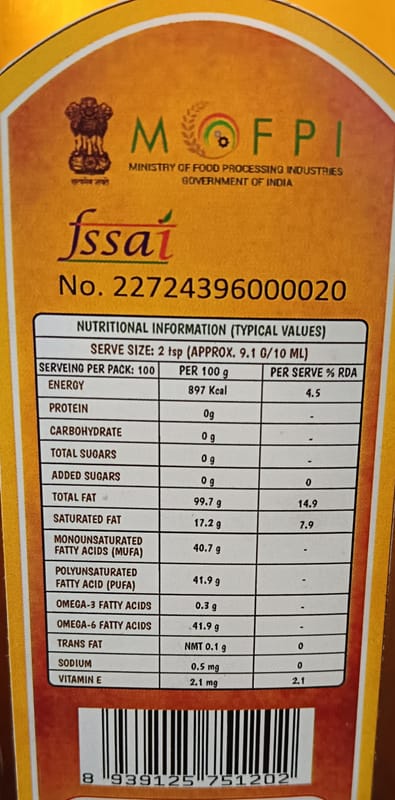 सत्यमेव जयते
MOFPI
MINISTRY OF FOOD PROCESSING INDUSTRIES
GOVERNMENT OF INDIA
fssai
No. 22724396000020
NUTRITIONAL INFORMATION (TYPICAL VALUES)
SERVE SIZE: 2 tsp (APPROX. 9.1 G/10 ML)
SERVEING PER PACK: 100 PER 100 g PER SERVE % RDA
ENERGY 897 Kcal 4.5
PROTEIN 0g -
CARBOHYDRATE 0 g -
TOTAL SUGARS 0 g -
ADDED SUGARS 0 g 0
TOTAL FAT 99.7 g 14.9
SATURATED FAT 17.2 g 7.9
MONOUNSATURATED
FATTY ACIDS (MUFA) 40.7 g -
POLYUNSATURATED
FATTY ACID (PUFA) 41.9 g -
OMEGA-3 FATTY ACIDS 0.3 g -
OMEGA-6 FATTY ACIDS 41.9 g -
TRANS FAT NMT 0.1 g 0
SODIUM 0.5 mg 0
VITAMIN E 2.1 mg 2.1
8 939125 751202